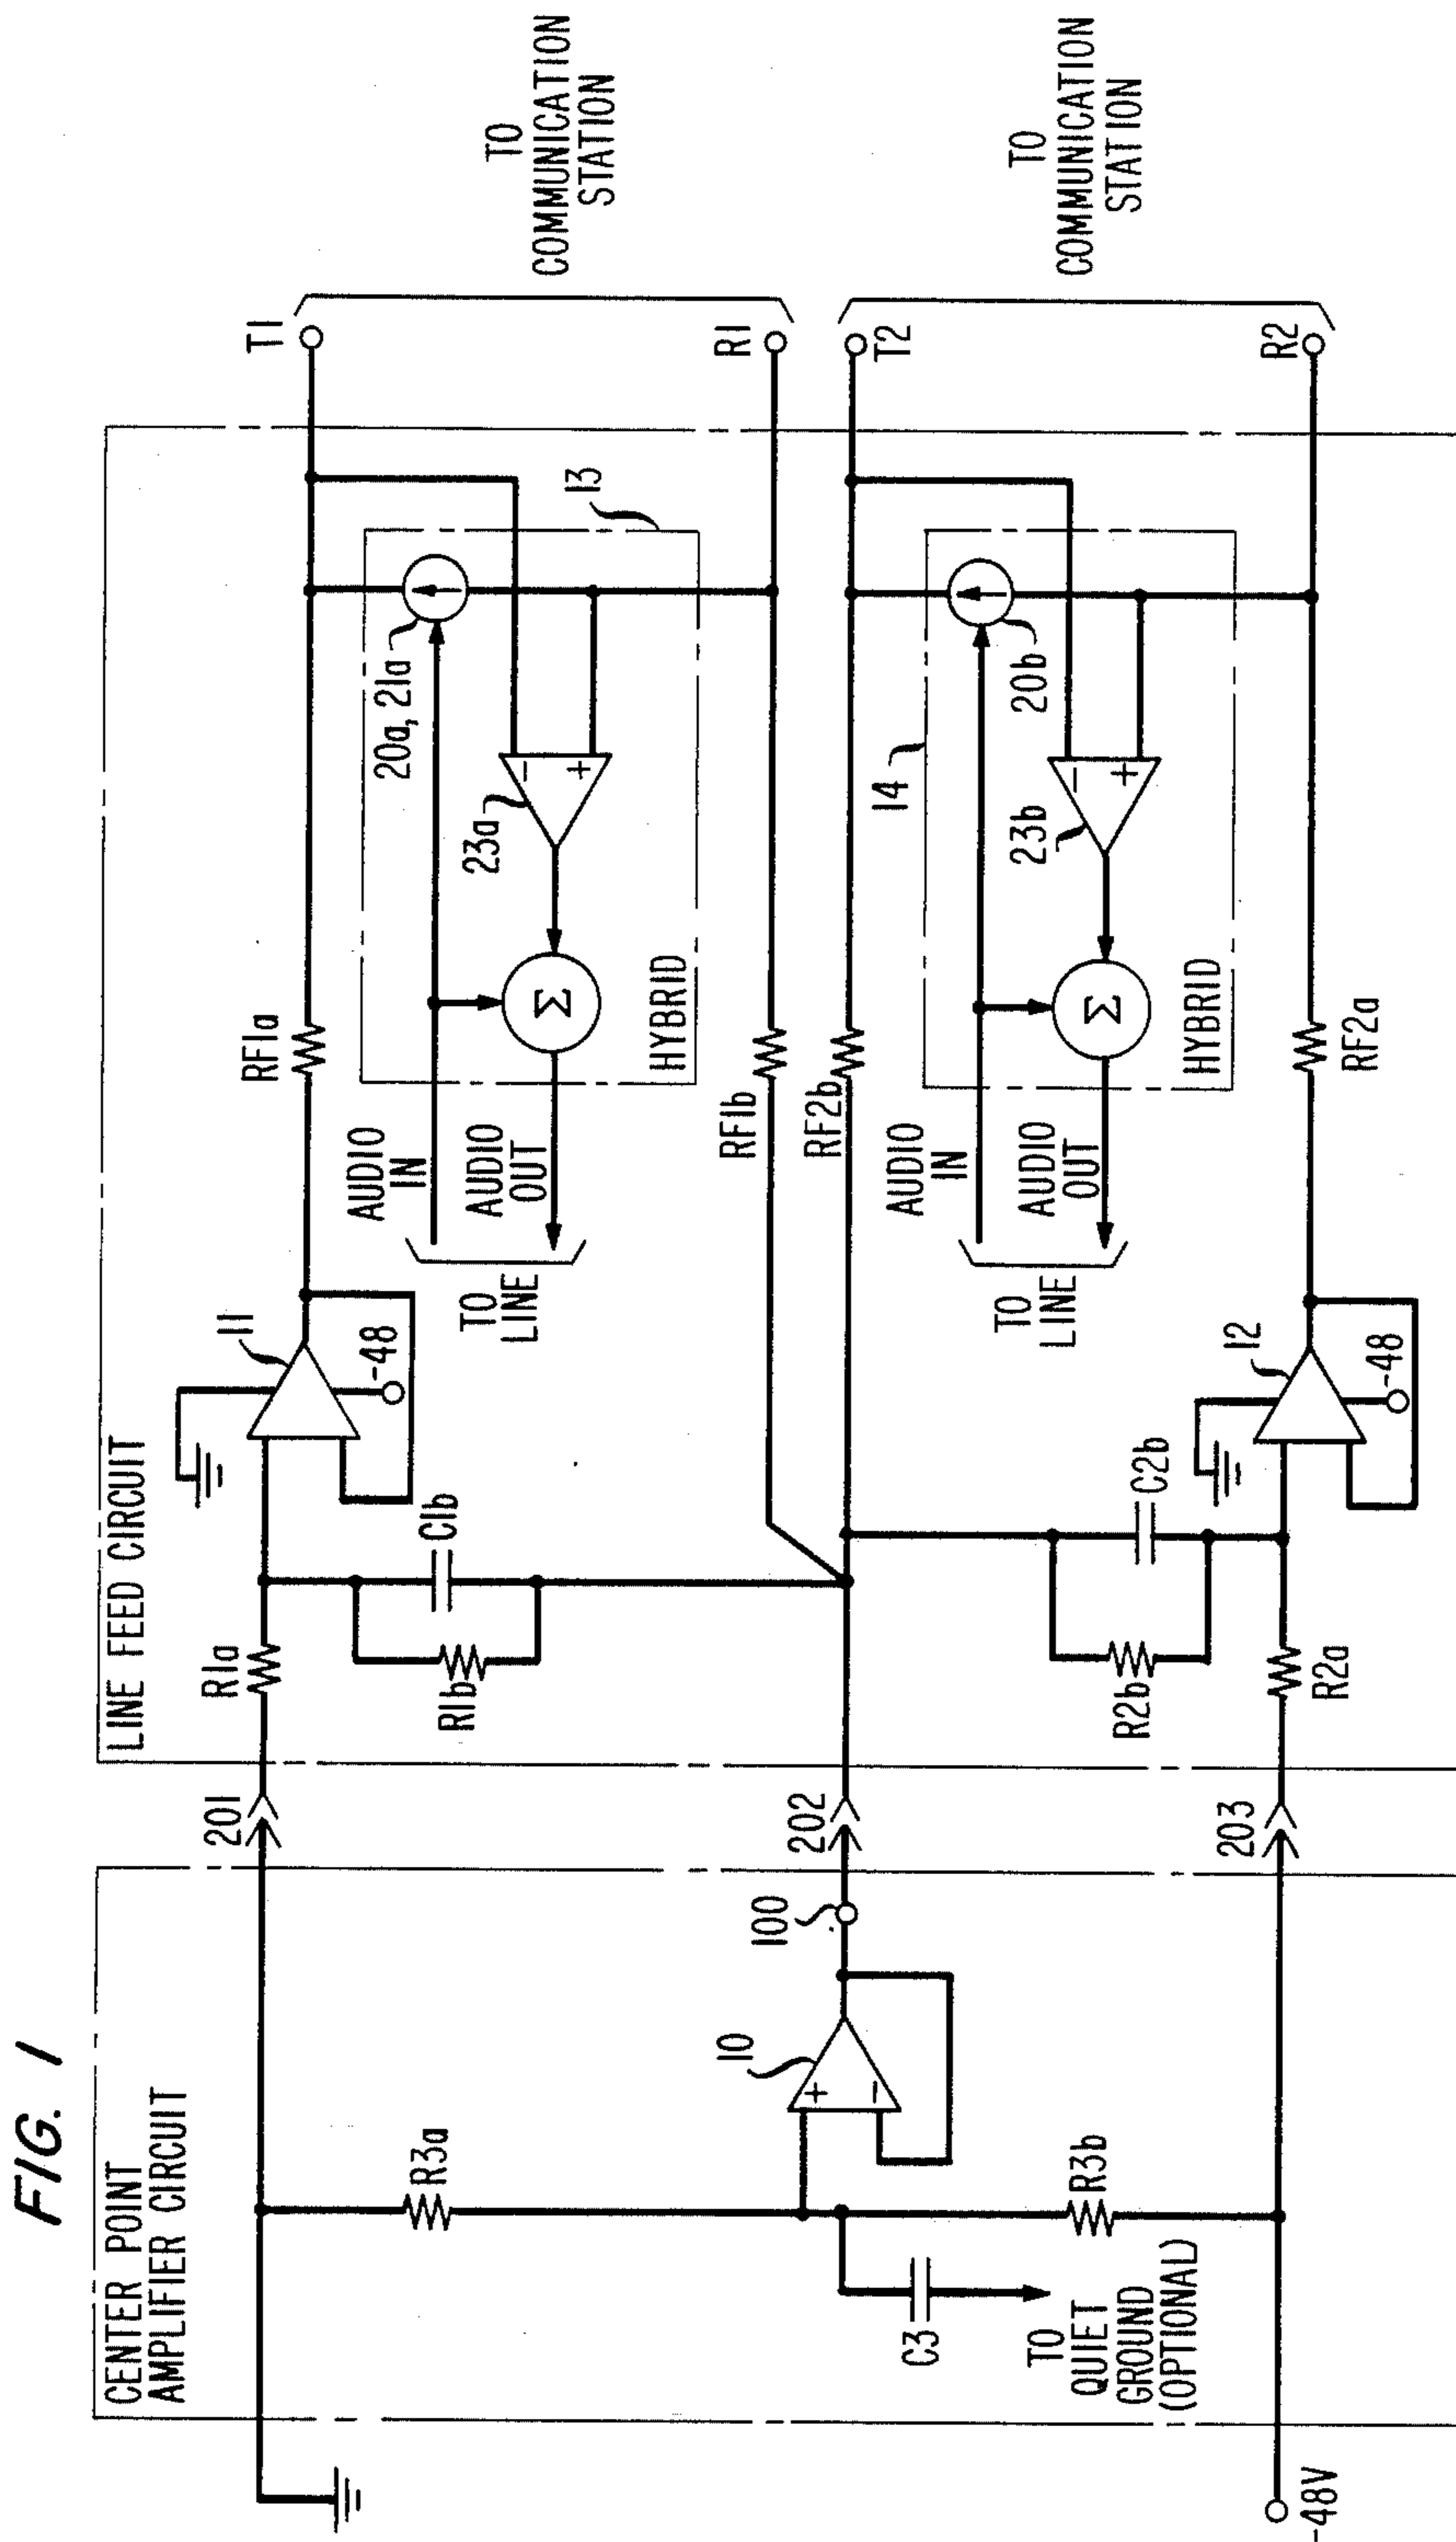 FIG. 1
CENTER POINT
AMPLIFIER CIRCUIT
LINE FEED CIRCUIT
201
R1a
11
-48
RF1a
T1
TO
COMMUNICATION
STATION
R3a
R1b
C1b
AUDIO
IN
20a, 21a
13
TO
LINE
AUDIO
OUT
Σ
23a
-
+
HYBRID
RF1b
R1
10
+
-
100
202
RF2b
T2
TO
COMMUNICATION
STATION
C3
TO
QUIET
GROUND
(OPTIONAL)
R3b
R2b
C2b
AUDIO
IN
14
20b
TO
LINE
AUDIO
OUT
Σ
23b
-
+
HYBRID
-48V
203
R2a
12
-48
RF2a
R2